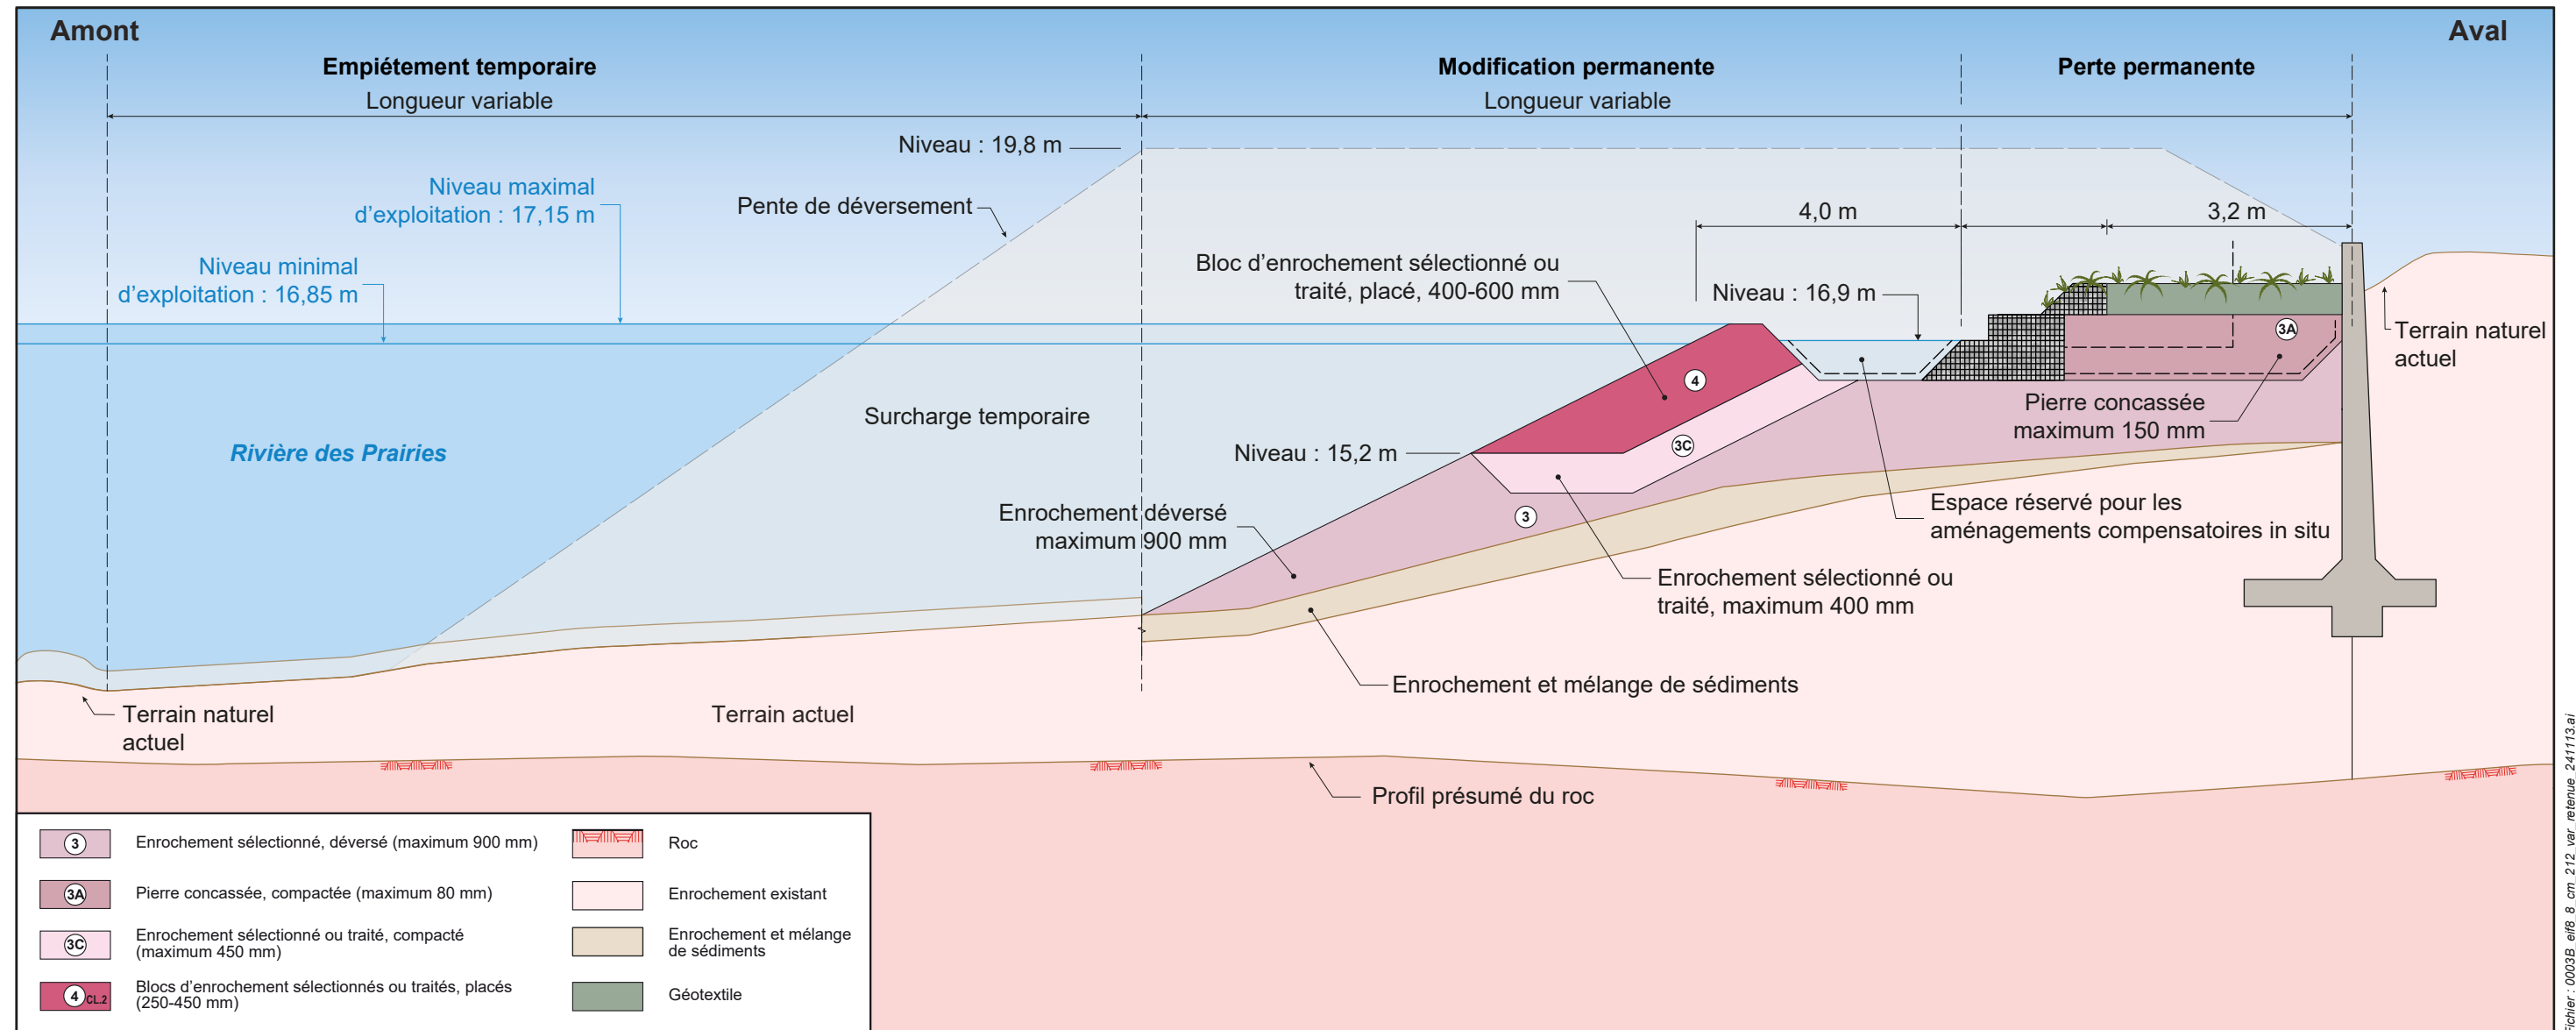 Amont
Aval
Empiétement temporaire
Modification permanente
Perte permanente
Longueur variable
Longueur variable
Niveau : 19,8 m
Niveau maximal
d'exploitation : 17,15 m
Pente de déversement
4,0 m
3,2 m
Niveau minimal
d'exploitation : 16,85 m
Bloc d'enrochement sélectionné ou
traité, placé, 400-600 mm
Niveau : 16,9 m
3A
Terrain naturel
actuel
4
Surcharge temporaire
Pierre concassée
maximum 150 mm
Rivière des Prairies
Niveau : 15,2 m
3C
Enrochement déversé
maximum 900 mm
3
Espace réservé pour les
aménagements compensatoires in situ
Enrochement sélectionné ou
traité, maximum 400 mm
Enrochement et mélange de sédiments
Terrain naturel
actuel
Terrain actuel
Profil présumé du roc
3 Enrochement sélectionné, déversé (maximum 900 mm)
3A Pierre concassée, compactée (maximum 80 mm)
3C Enrochement sélectionné ou traité, compacté
(maximum 450 mm)
4 CL.2 Blocs d'enrochement sélectionnés ou traités, placés
(250-450 mm)
Roc
Enrochement existant
Enrochement et mélange
de sédiments
Géotextile
Fichier : 0003B_eif8_8_cm_212_var_retenue_241113.ai